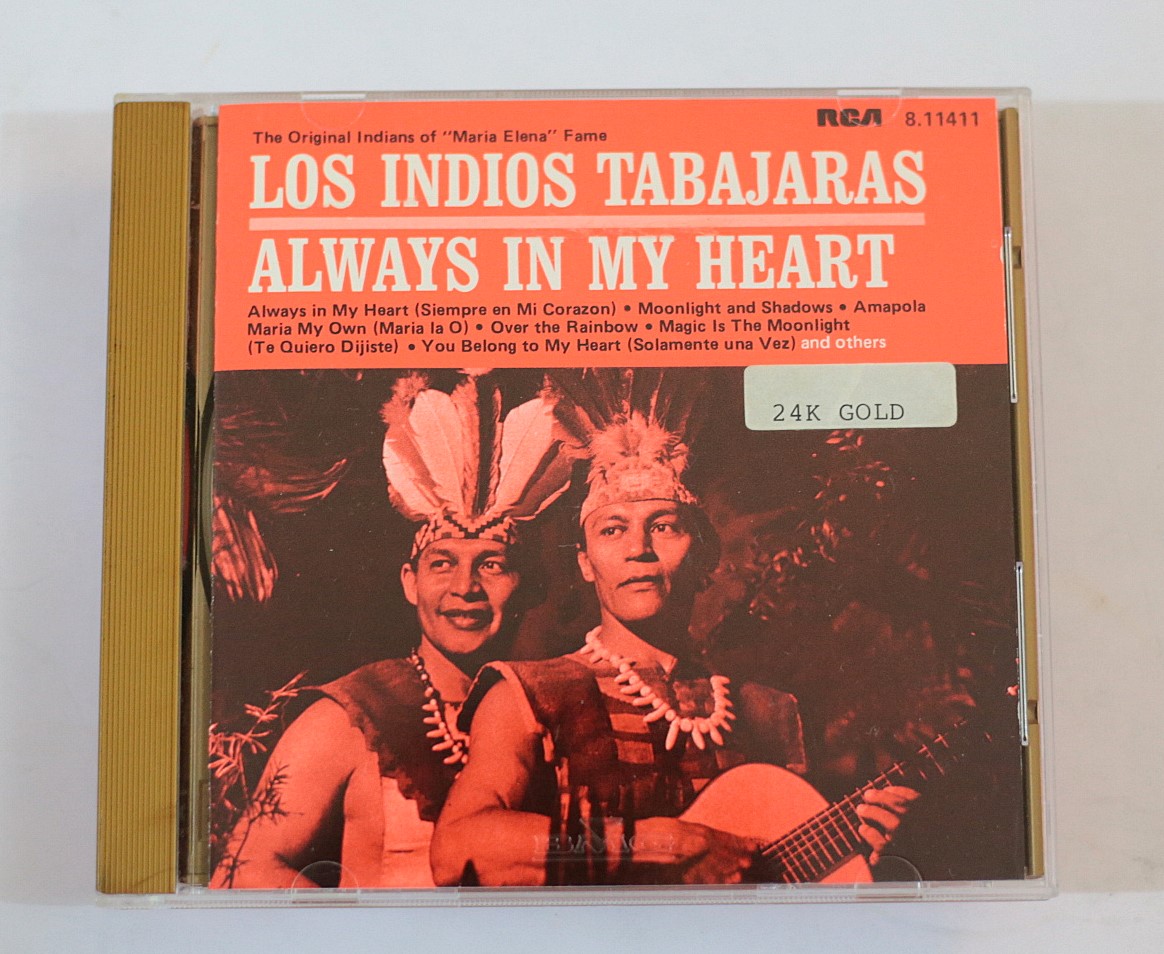 RCA 8.11411
The Original Indians of "Maria Elena" Fame
LOS INDIOS TABAJARAS
ALWAYS IN MY HEART
Always in My Heart (Siempre en Mi Corazon) • Moonlight and Shadows • Amapola
Maria My Own (Maria la O) • Over the Rainbow • Magic Is The Moonlight
(Te Quiero Dijiste) • You Belong to My Heart (Solamente una Vez) and others
24K GOLD